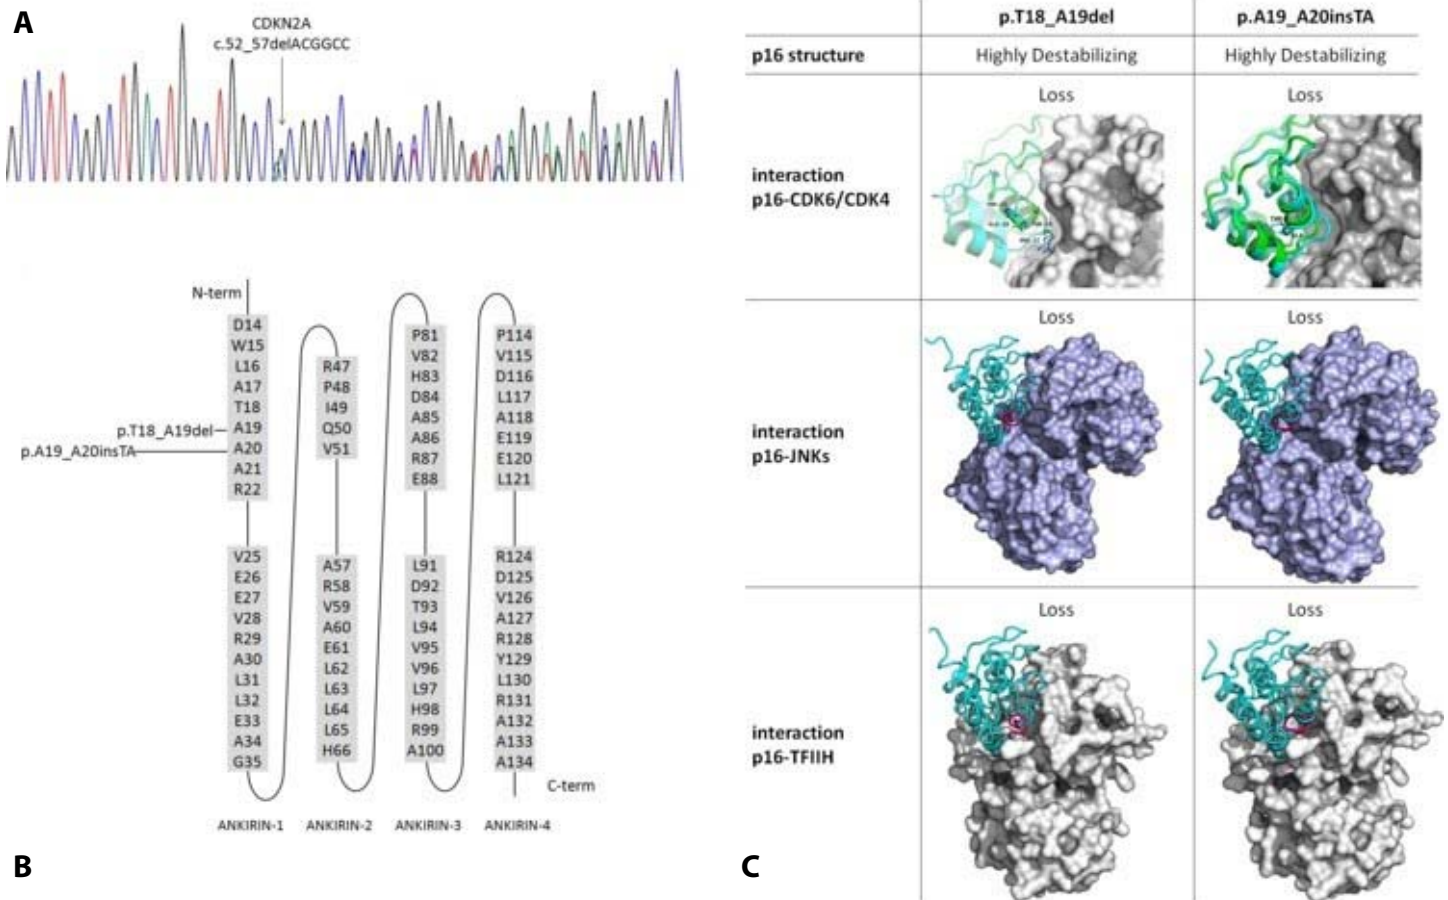 A
CDKN2A
c.52_57delACGGCC
N-term
D14
W15
L16
A17
T18
A19
A20
A21
R22
p.T18_A19del
p.A19_A20insTA
V25
E26
E27
V28
R29
A30
L31
L32
E33
A34
G35
R47
P48
I49
Q50
V51
A57
R58
V59
A60
E61
L62
L63
L64
L65
H66
P81
V82
H83
D84
A85
A86
R87
E88
L91
D92
T93
L94
V95
V96
L97
H98
R99
A100
P114
V115
D116
L117
A118
E119
E120
L121
R124
D125
V126
A127
R128
Y129
L130
R131
A132
A133
A134
C-term
ANKIRIN-1 ANKIRIN-2 ANKIRIN-3 ANKIRIN-4
B
p.T18_A19del p.A19_A20insTA
p16 structure Highly Destabilizing Highly Destabilizing
Loss Loss
interaction
p16-CDK6/CDK4
Loss Loss
interaction
p16-JNKs
Loss Loss
interaction
p16-TFIIH
C